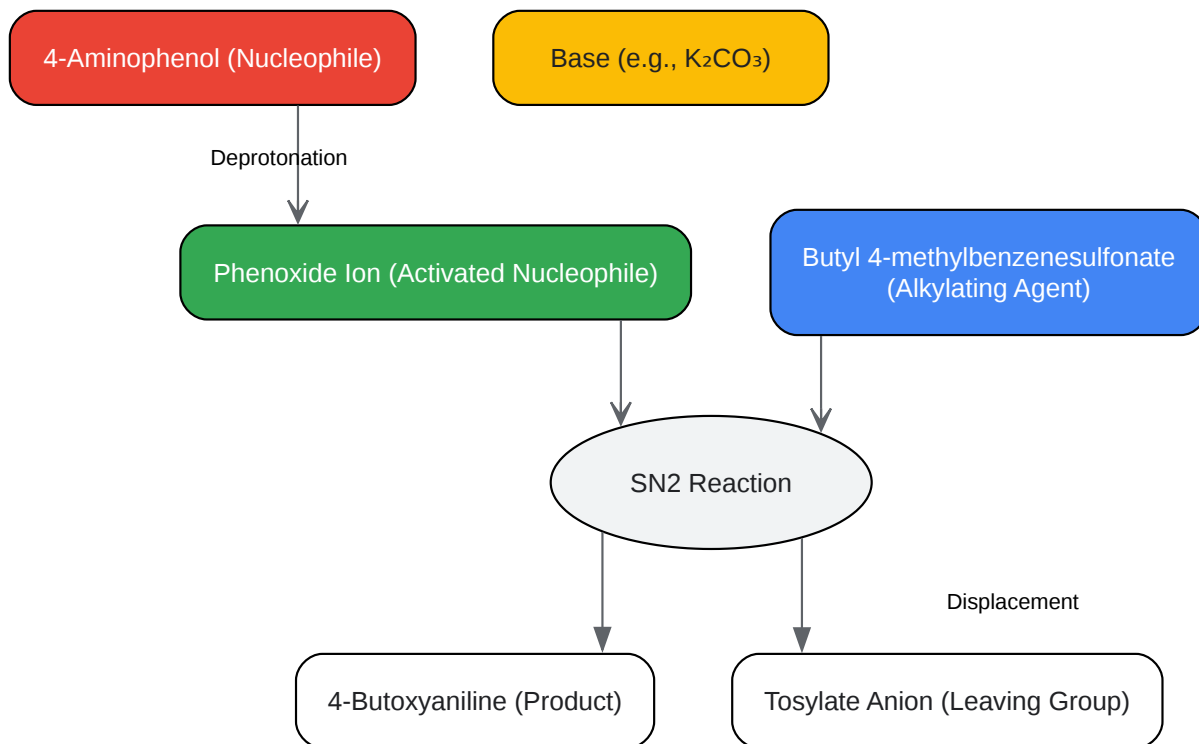 4-Aminophenol (Nucleophile)
Base (e.g., K₂CO₃)
Deprotonation
Phenoxide Ion (Activated Nucleophile)
Butyl 4-methylbenzenesulfonate
(Alkylating Agent)
SN2 Reaction
Displacement
4-Butoxyaniline (Product)
Tosylate Anion (Leaving Group)